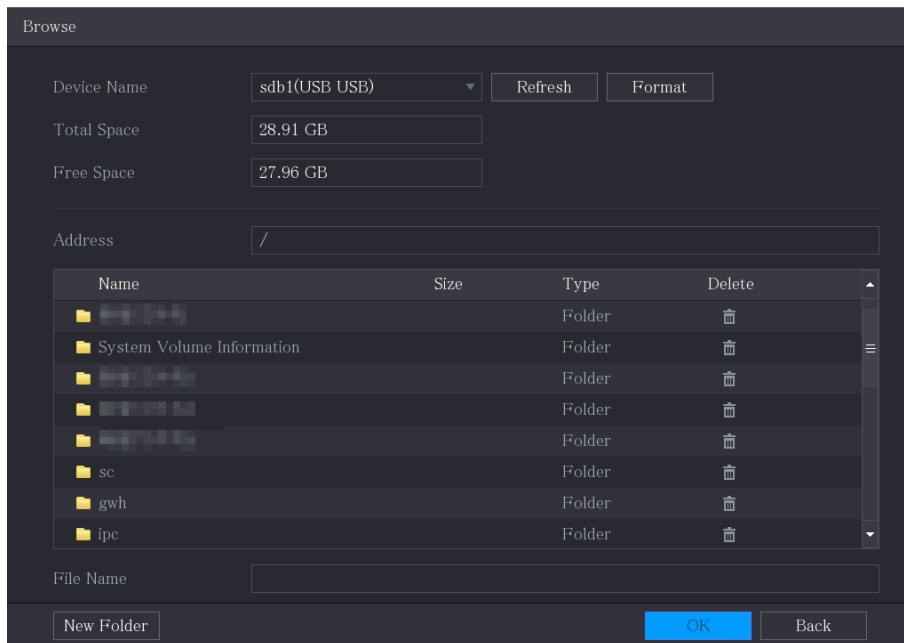 Browse
Device Name sdb1(USB USB) Refresh Format
Total Space 28.91 GB
Free Space 27.96 GB
Address /
Name Size Type Delete
Folder
System Volume Information Folder
Folder
Folder
Folder
sc Folder
gwh Folder
ipc Folder
File Name
New Folder OK Back